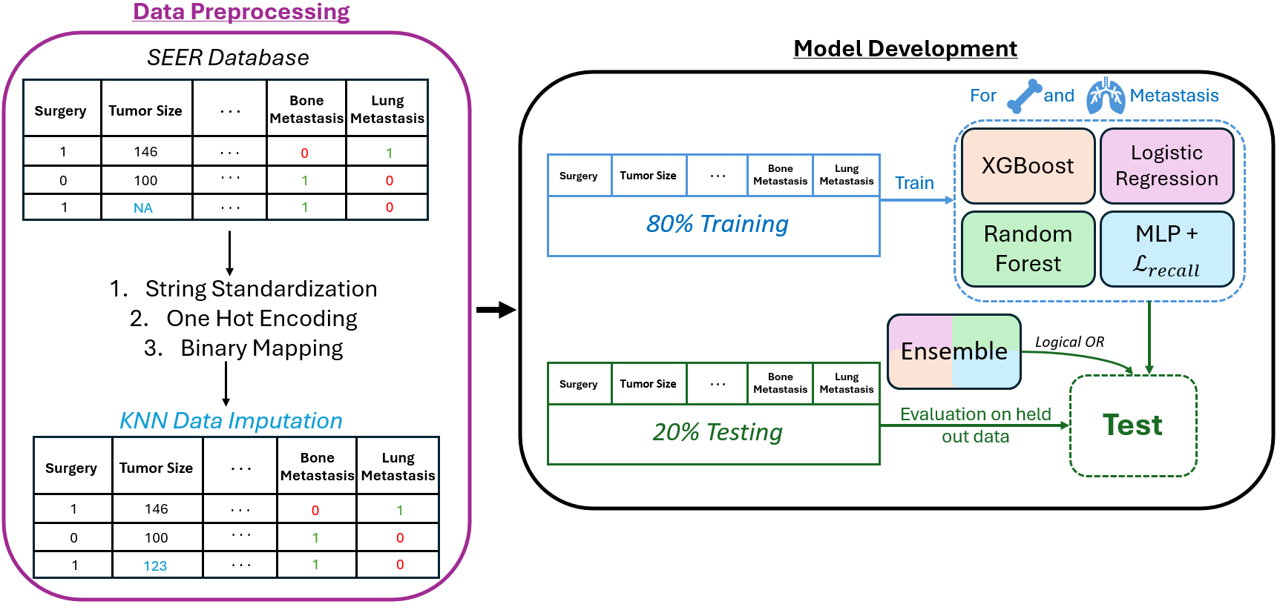 Data Preprocessing
SEER Database
Surgery Tumor Size ... Bone Metastasis Lung Metastasis
1 146 ... 0 1
0 100 ... 1 0
1 NA ... 1 0
1. String Standardization
2. One Hot Encoding
3. Binary Mapping
KNN Data Imputation
Surgery Tumor Size ... Bone Metastasis Lung Metastasis
1 146 ... 0 1
0 100 ... 1 0
1 123 ... 1 0
Model Development
For and Metastasis
Surgery Tumor Size ... Bone Metastasis Lung Metastasis
80% Training
Train
XGBoost
Logistic
Regression
Random
Forest
MLP +
ℒrecall
Ensemble
Logical OR
Surgery Tumor Size ... Bone Metastasis Lung Metastasis
20% Testing
Evaluation on held
out data
Test